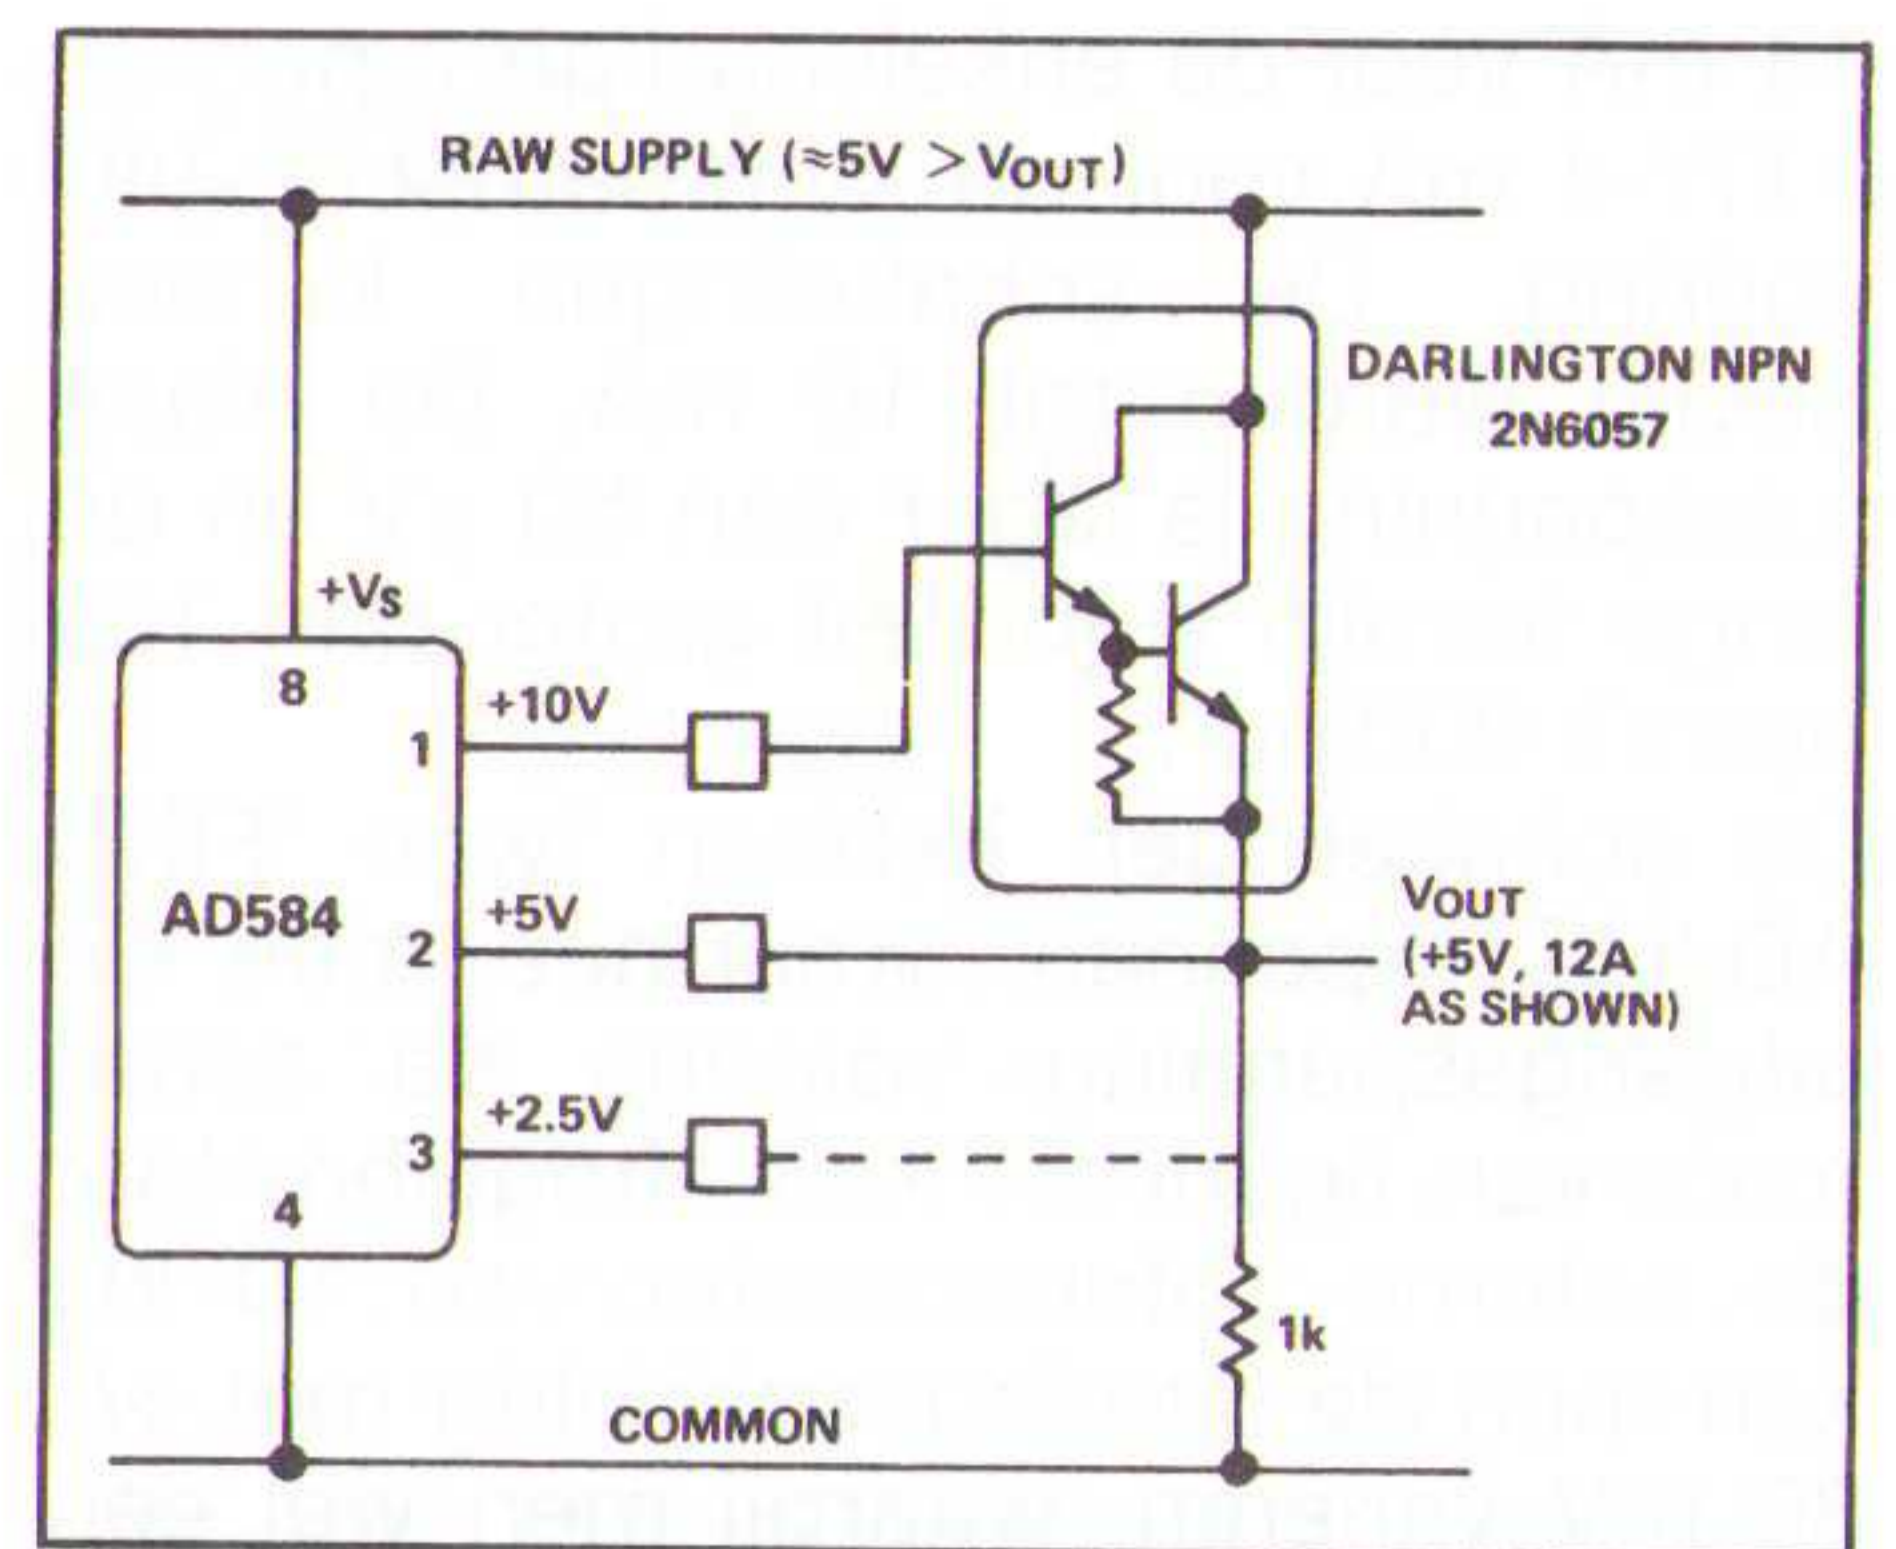 RAW SUPPLY (≈5V > VOUT)
DARLINGTON NPN
2N6057
+VS
8
+10V
1
AD584
+5V
2
VOUT
(+5V, 12A
AS SHOWN)
+2.5V
3
4
1k
COMMON